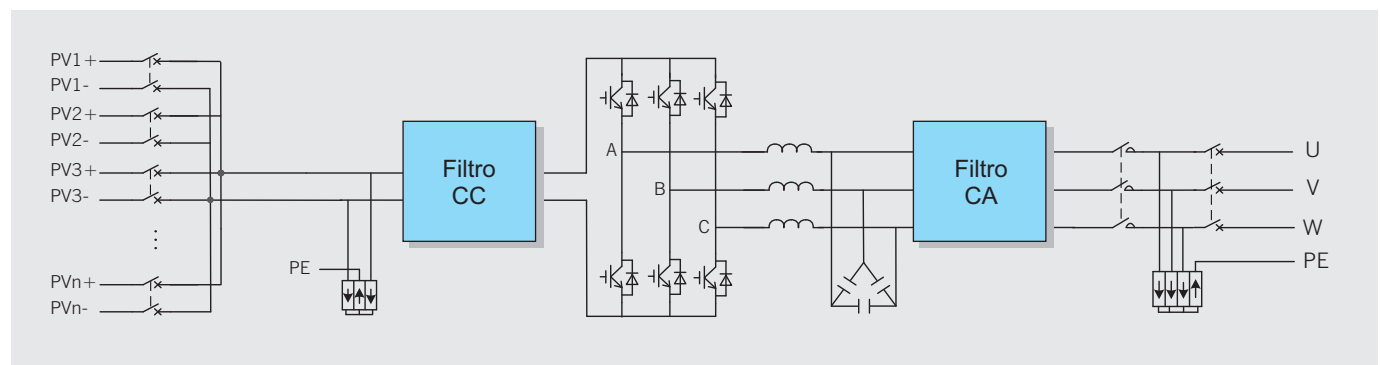 PV1+
PV1-
PV2+
PV2-
PV3+
PV3-
⋮
PVn+
PVn-
PE
Filtro
CC
A
B
C
Filtro
CA
U
V
W
PE